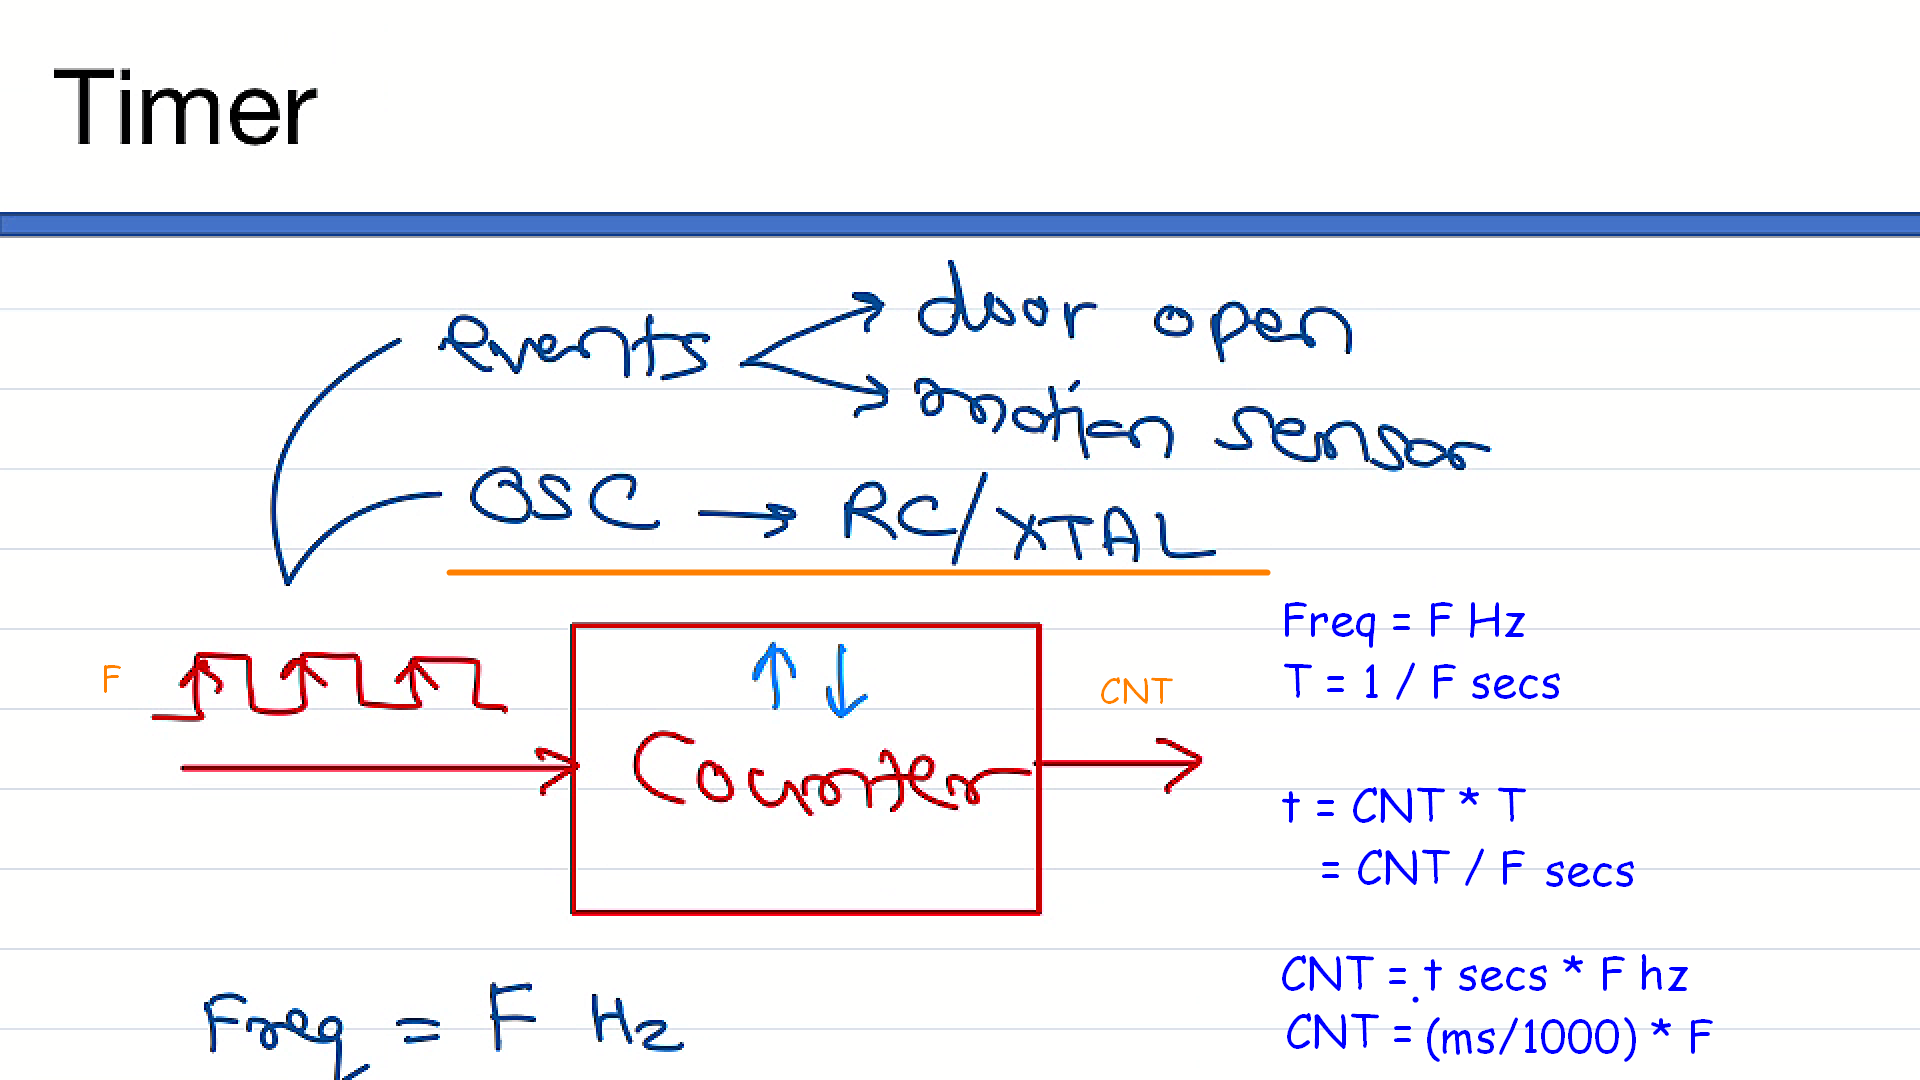 Timer
events
door open
motion sensor
OSC → RC/XTAL
F
↑ ↓
Counter
CNT
Freq = F Hz
T = 1 / F secs
t = CNT * T
= CNT / F secs
CNT = t secs * F hz
CNT = (ms/1000) * F
Freq = F Hz